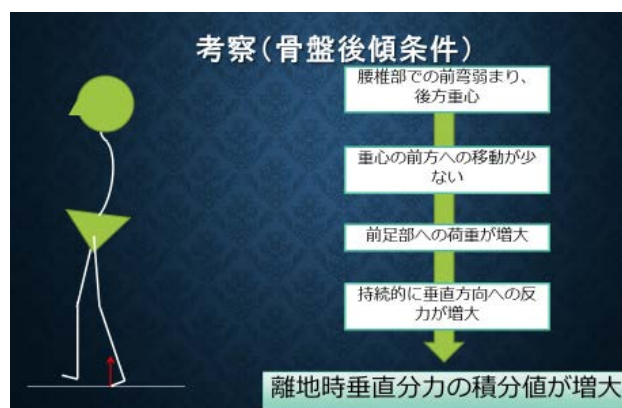 考察(骨盤後傾条件)
腰椎部での前弯弱まり、
後方重心
重心の前方への移動が少
ない
前足部への荷重が増大
持続的に垂直方向への反
力が増大
離地時垂直分力の積分値が増大